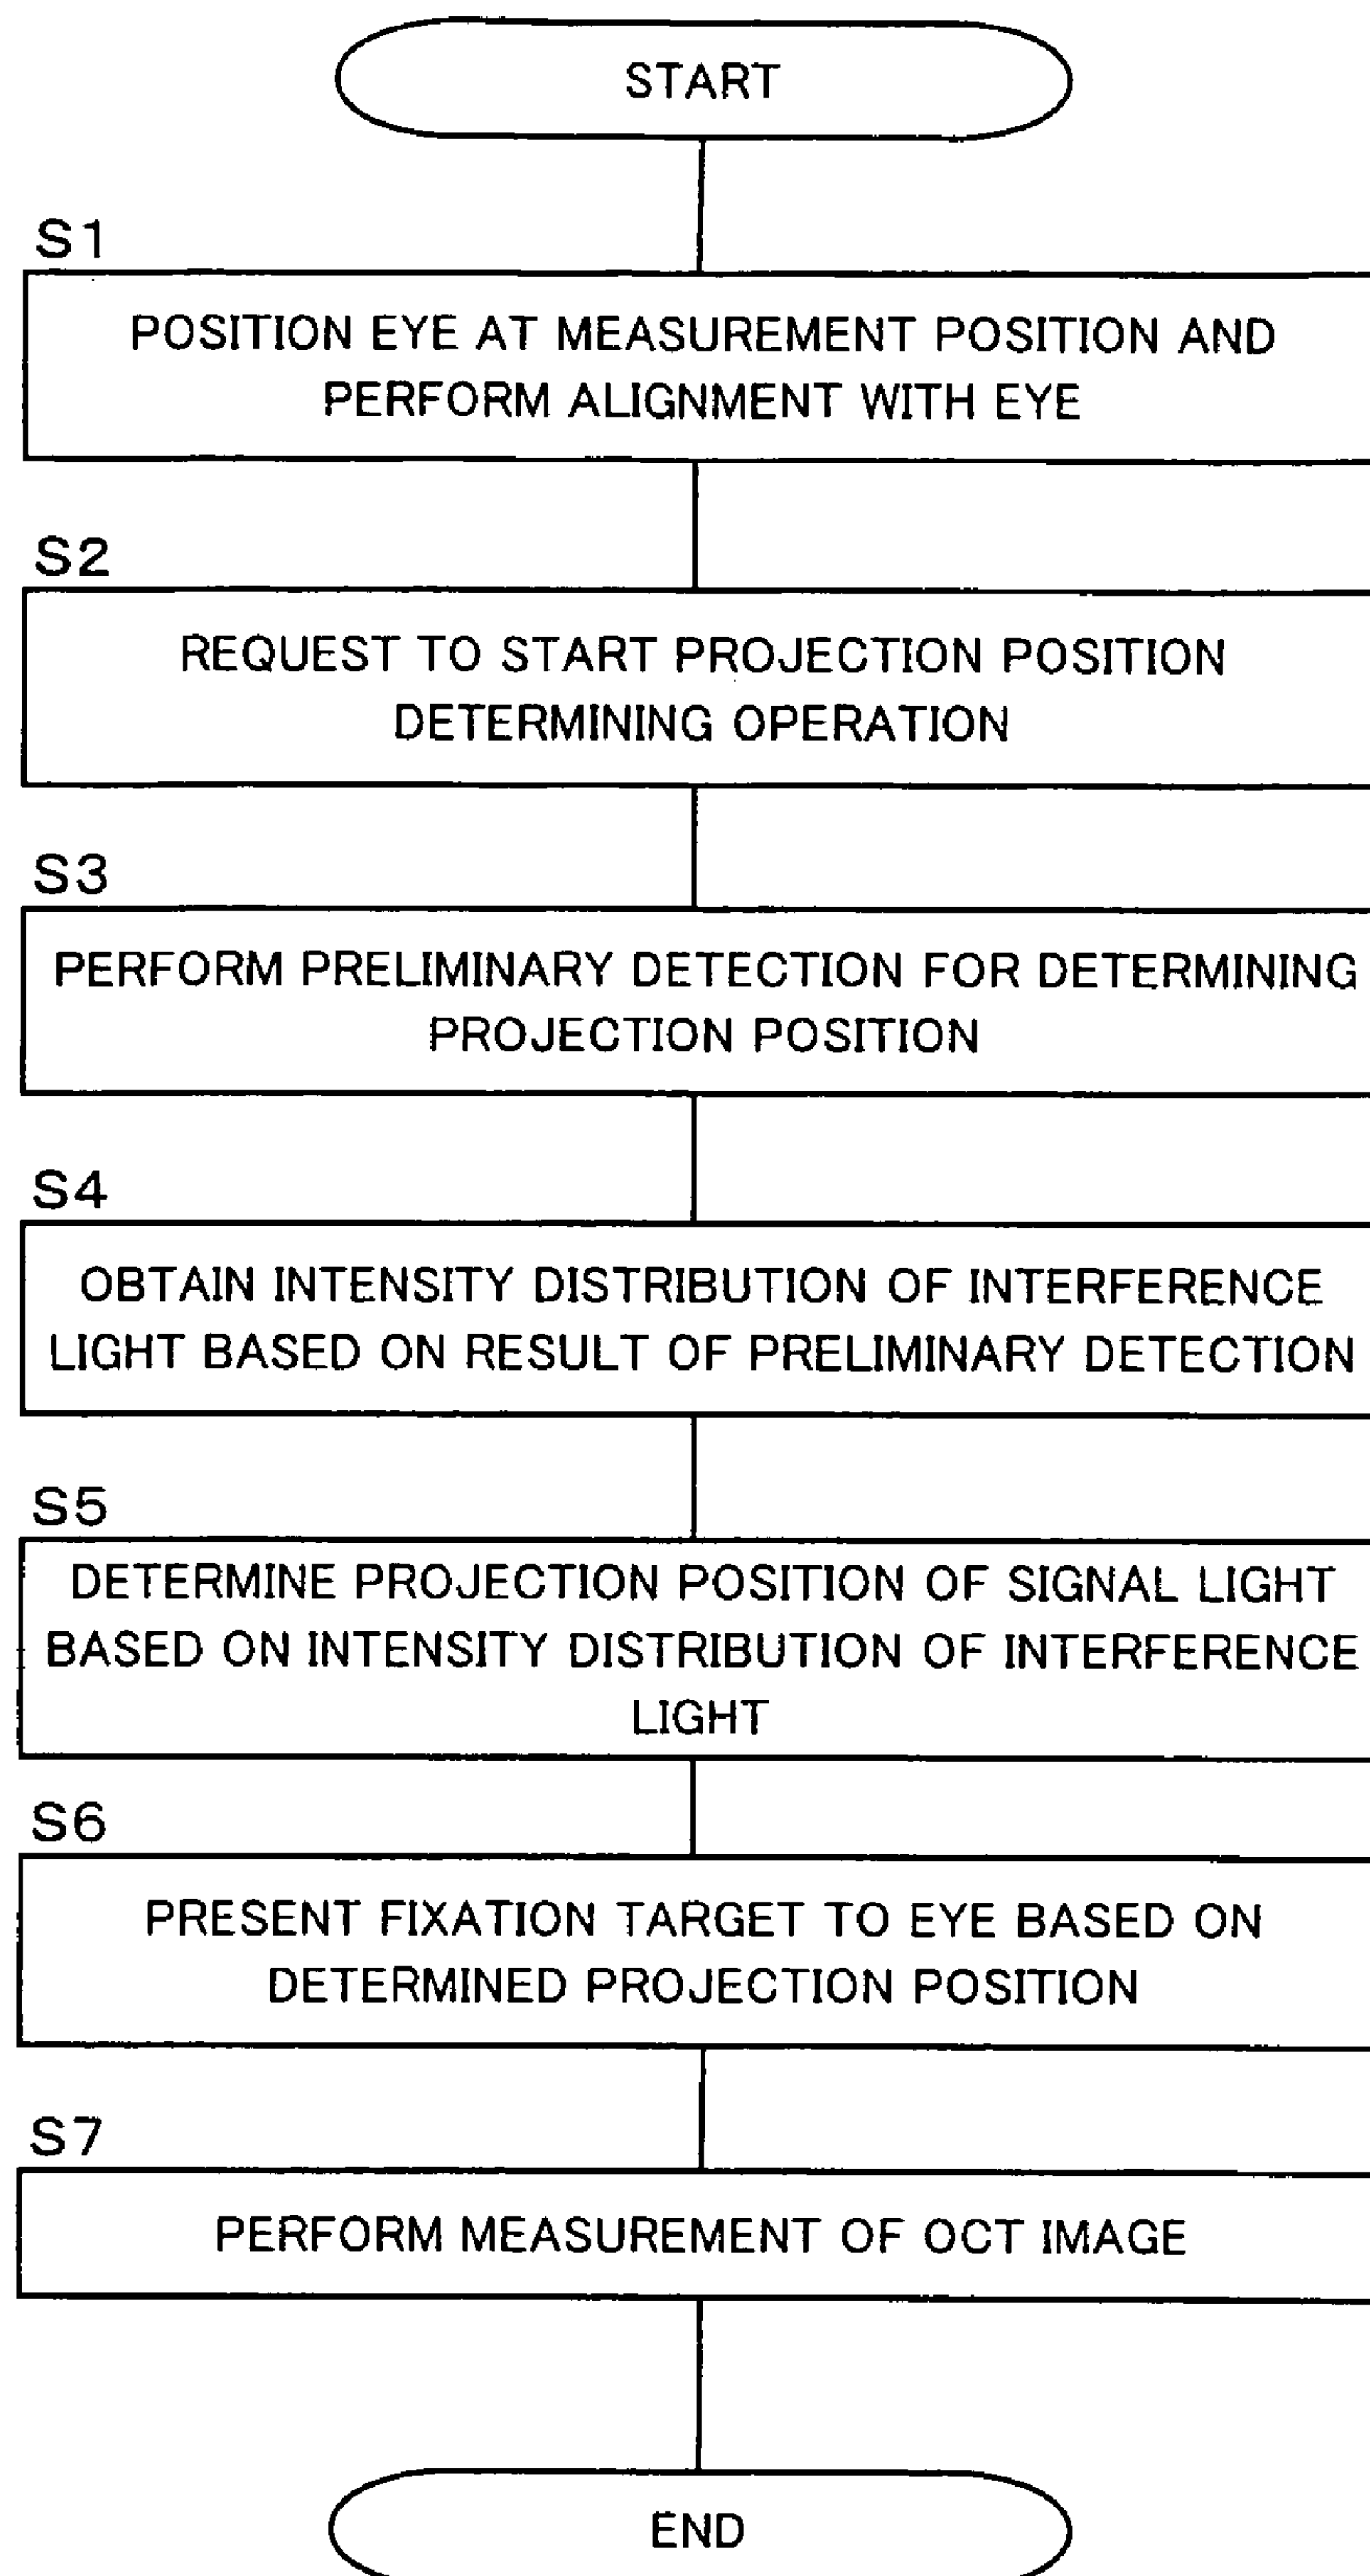 START
S1
POSITION EYE AT MEASUREMENT POSITION AND
PERFORM ALIGNMENT WITH EYE
S2
REQUEST TO START PROJECTION POSITION
DETERMINING OPERATION
S3
PERFORM PRELIMINARY DETECTION FOR DETERMINING
PROJECTION POSITION
S4
OBTAIN INTENSITY DISTRIBUTION OF INTERFERENCE
LIGHT BASED ON RESULT OF PRELIMINARY DETECTION
S5
DETERMINE PROJECTION POSITION OF SIGNAL LIGHT
BASED ON INTENSITY DISTRIBUTION OF INTERFERENCE
LIGHT
S6
PRESENT FIXATION TARGET TO EYE BASED ON
DETERMINED PROJECTION POSITION
S7
PERFORM MEASUREMENT OF OCT IMAGE
END